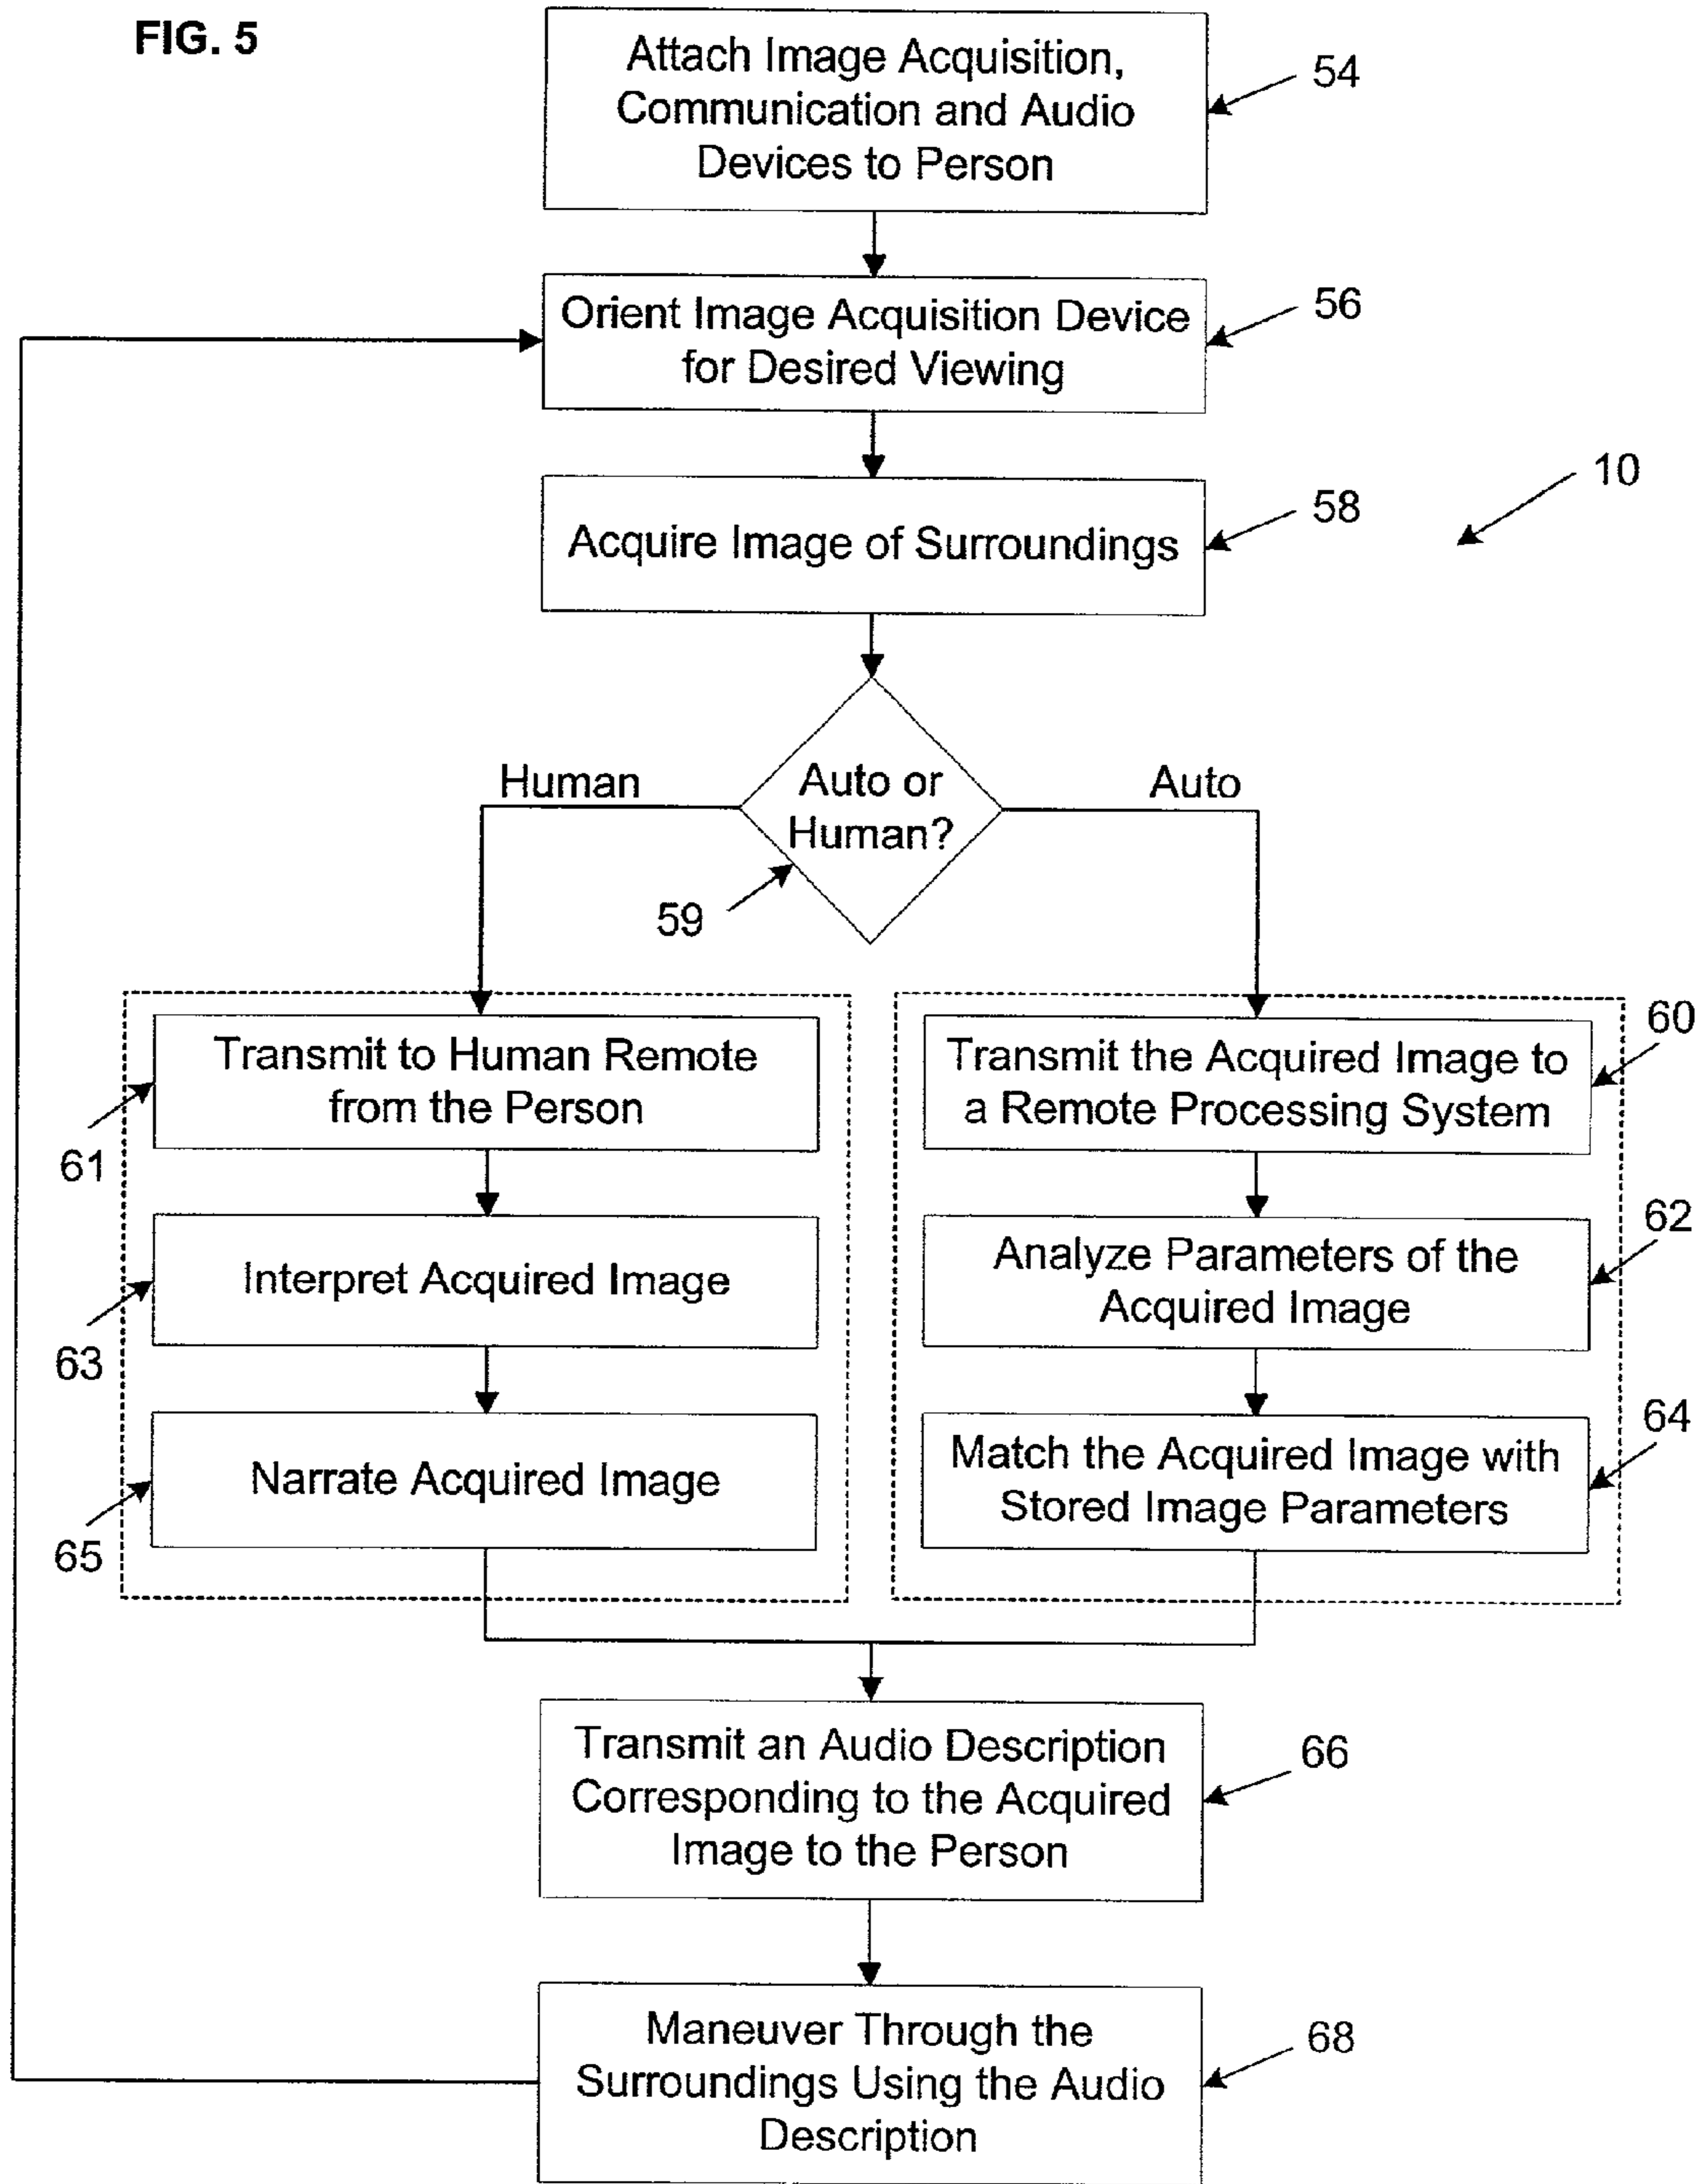 FIG. 5
Attach Image Acquisition,
Communication and Audio
Devices to Person
54
Orient Image Acquisition Device
for Desired Viewing
56
10
Acquire Image of Surroundings
58
Human
Auto or
Human?
Auto
59
Transmit to Human Remote
from the Person
61
Transmit the Acquired Image to
a Remote Processing System
60
Interpret Acquired Image
63
Analyze Parameters of the
Acquired Image
62
Narrate Acquired Image
65
Match the Acquired Image with
Stored Image Parameters
64
Transmit an Audio Description
Corresponding to the Acquired
Image to the Person
66
Maneuver Through the
Surroundings Using the Audio
Description
68